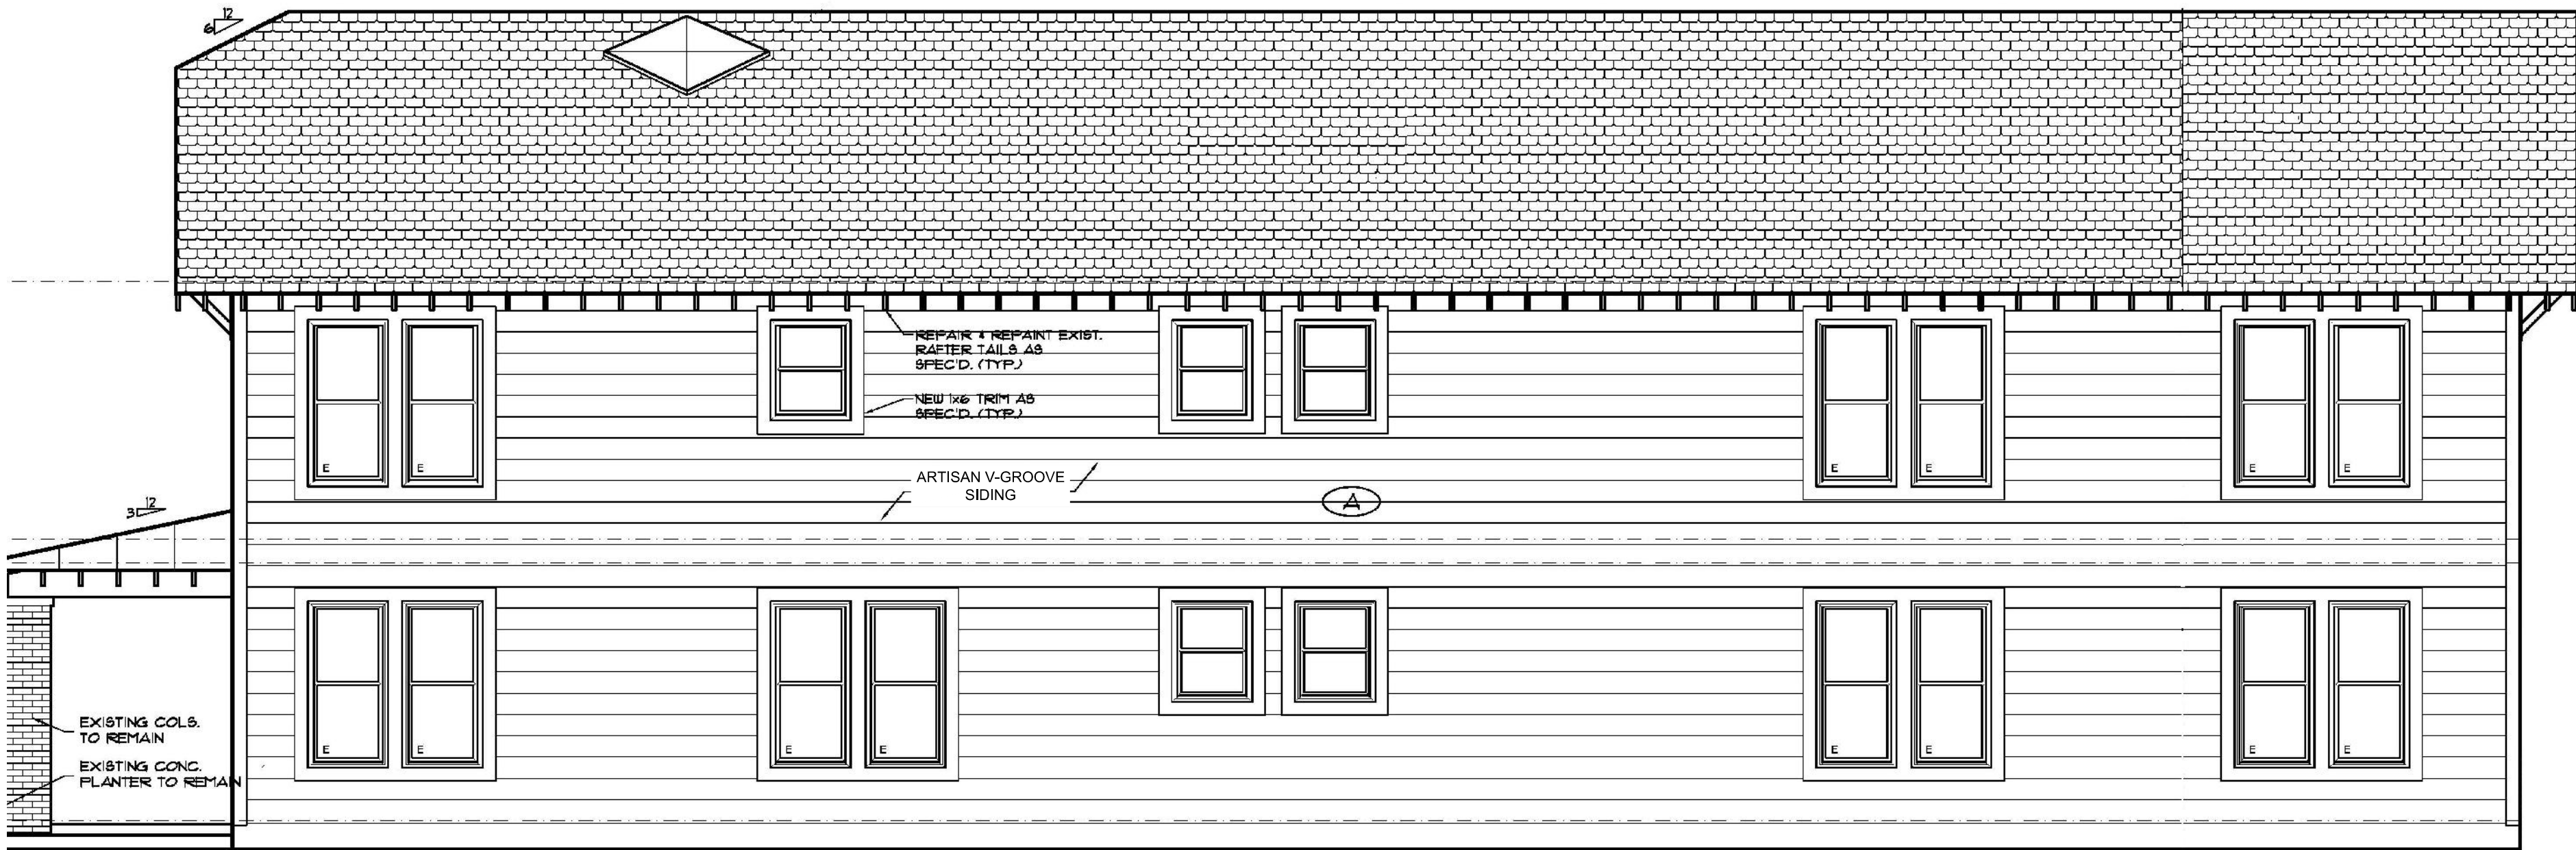 12
6
REPAIR & REPAINT EXIST.
RAFTER TAILS AS
SPEC'D. (TYP.)
NEW 1x6 TRIM AS
SPEC'D. (TYP.)
E
E
E
E
E
E
ARTISAN V-GROOVE
SIDING
A
12
3
EXISTING COLS.
TO REMAIN
EXISTING CONC.
PLANTER TO REMAIN
E
E
E
E
E
E
E
E